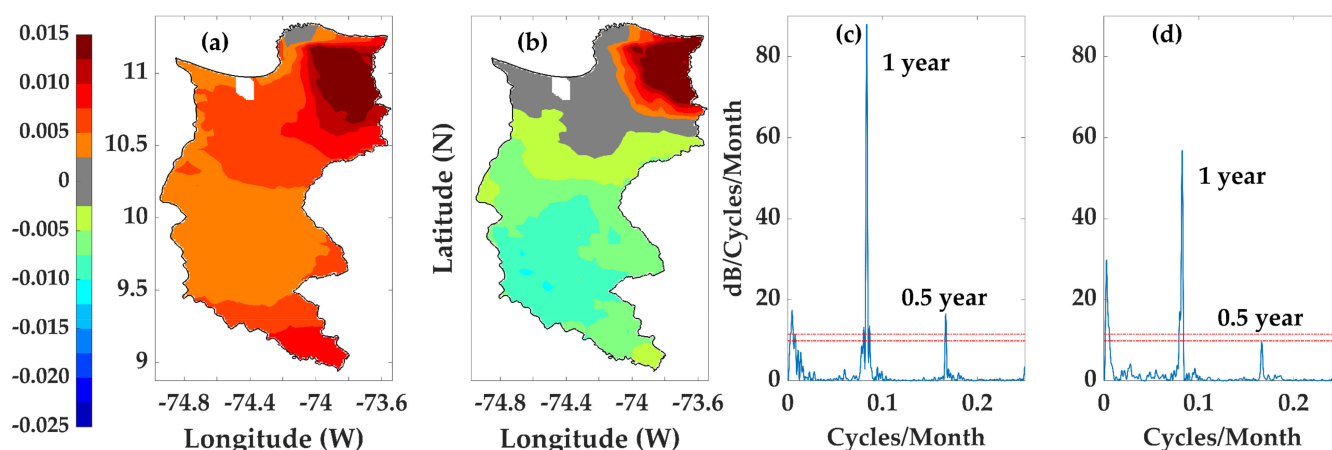 0.015
0.010
0.005
0
-0.005
-0.010
-0.015
-0.020
-0.025
(a)
11
10.5
10
9.5
9
-74.8 -74.4 -74 -73.6
Longitude (W)
(b)
Latitude (N)
-74.8 -74.4 -74 -73.6
Longitude (W)
(c)
80
60
40
20
0
dB/Cycles/Month
1 year
0.5 year
0 0.1 0.2
Cycles/Month
(d)
80
60
40
20
0
1 year
0.5 year
0 0.1 0.2
Cycles/Month